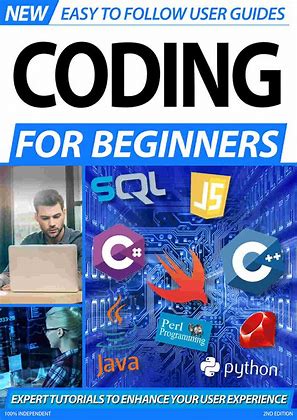 NEW EASY TO FOLLOW USER GUIDES
CODING
FOR BEGINNERS
SQL
JS
C#
C++
Java
Perl
Programming
python
EXPERT TUTORIALS TO ENHANCE YOUR USER EXPERIENCE
100% INDEPENDENT
2ND EDITION